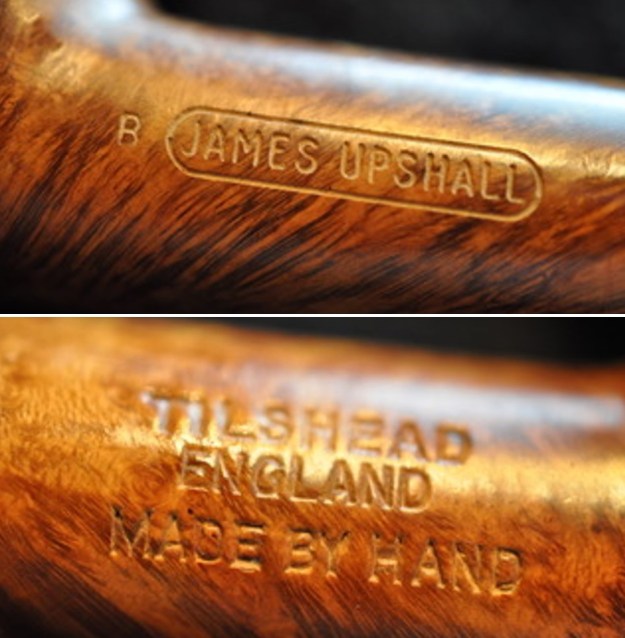 B JAMES UPSHALL
TILSHEAD
ENGLAND
MADE BY HAND